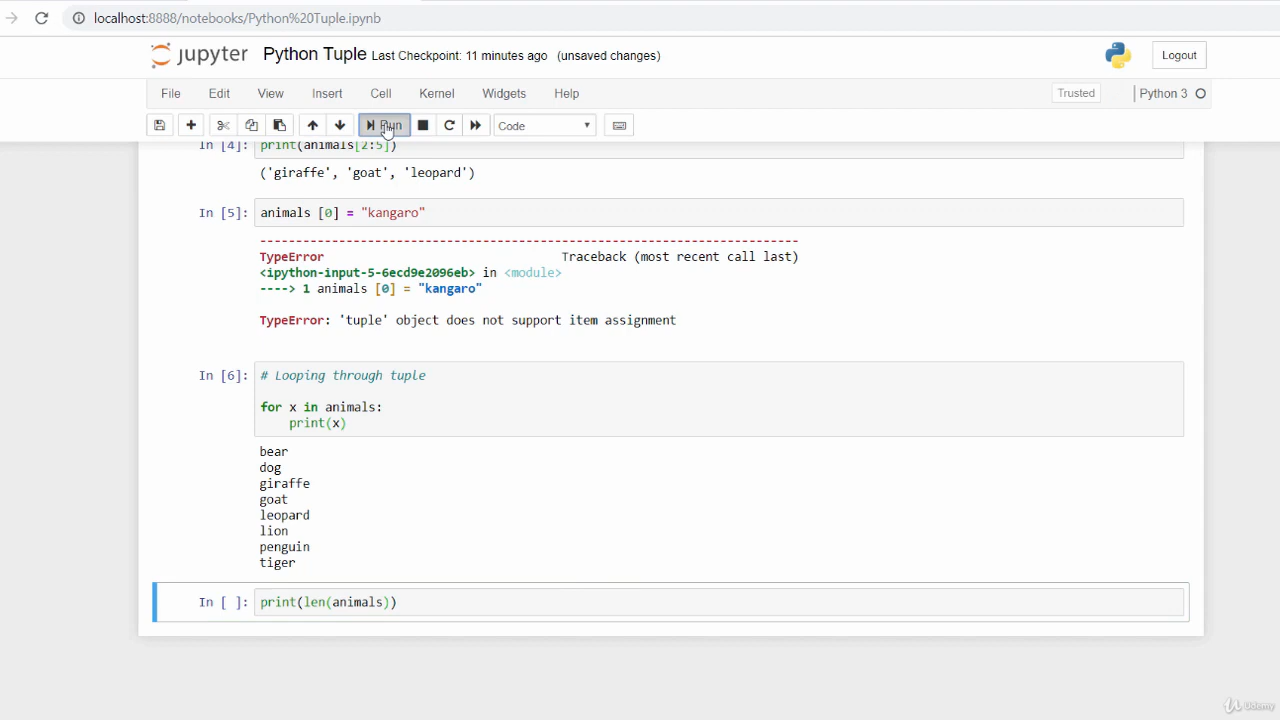 localhost:8888/notebooks/Python%20Tuple.ipynb
jupyter Python Tuple Last Checkpoint: 11 minutes ago (unsaved changes) Logout
File Edit View Insert Cell Kernel Widgets Help Trusted Python 3
Run Code
In [4]: print(animals[2:5])
('giraffe', 'goat', 'leopard')
In [5]: animals [0] = "kangaro"
---------------------------------------------------------------------------
TypeError Traceback (most recent call last)
<ipython-input-5-6ecd9e2096eb> in <module>
----> 1 animals [0] = "kangaro"
TypeError: 'tuple' object does not support item assignment
In [6]: # Looping through tuple
for x in animals:
print(x)
bear
dog
giraffe
goat
leopard
lion
penguin
tiger
In [ ]: print(len(animals))
Udemy